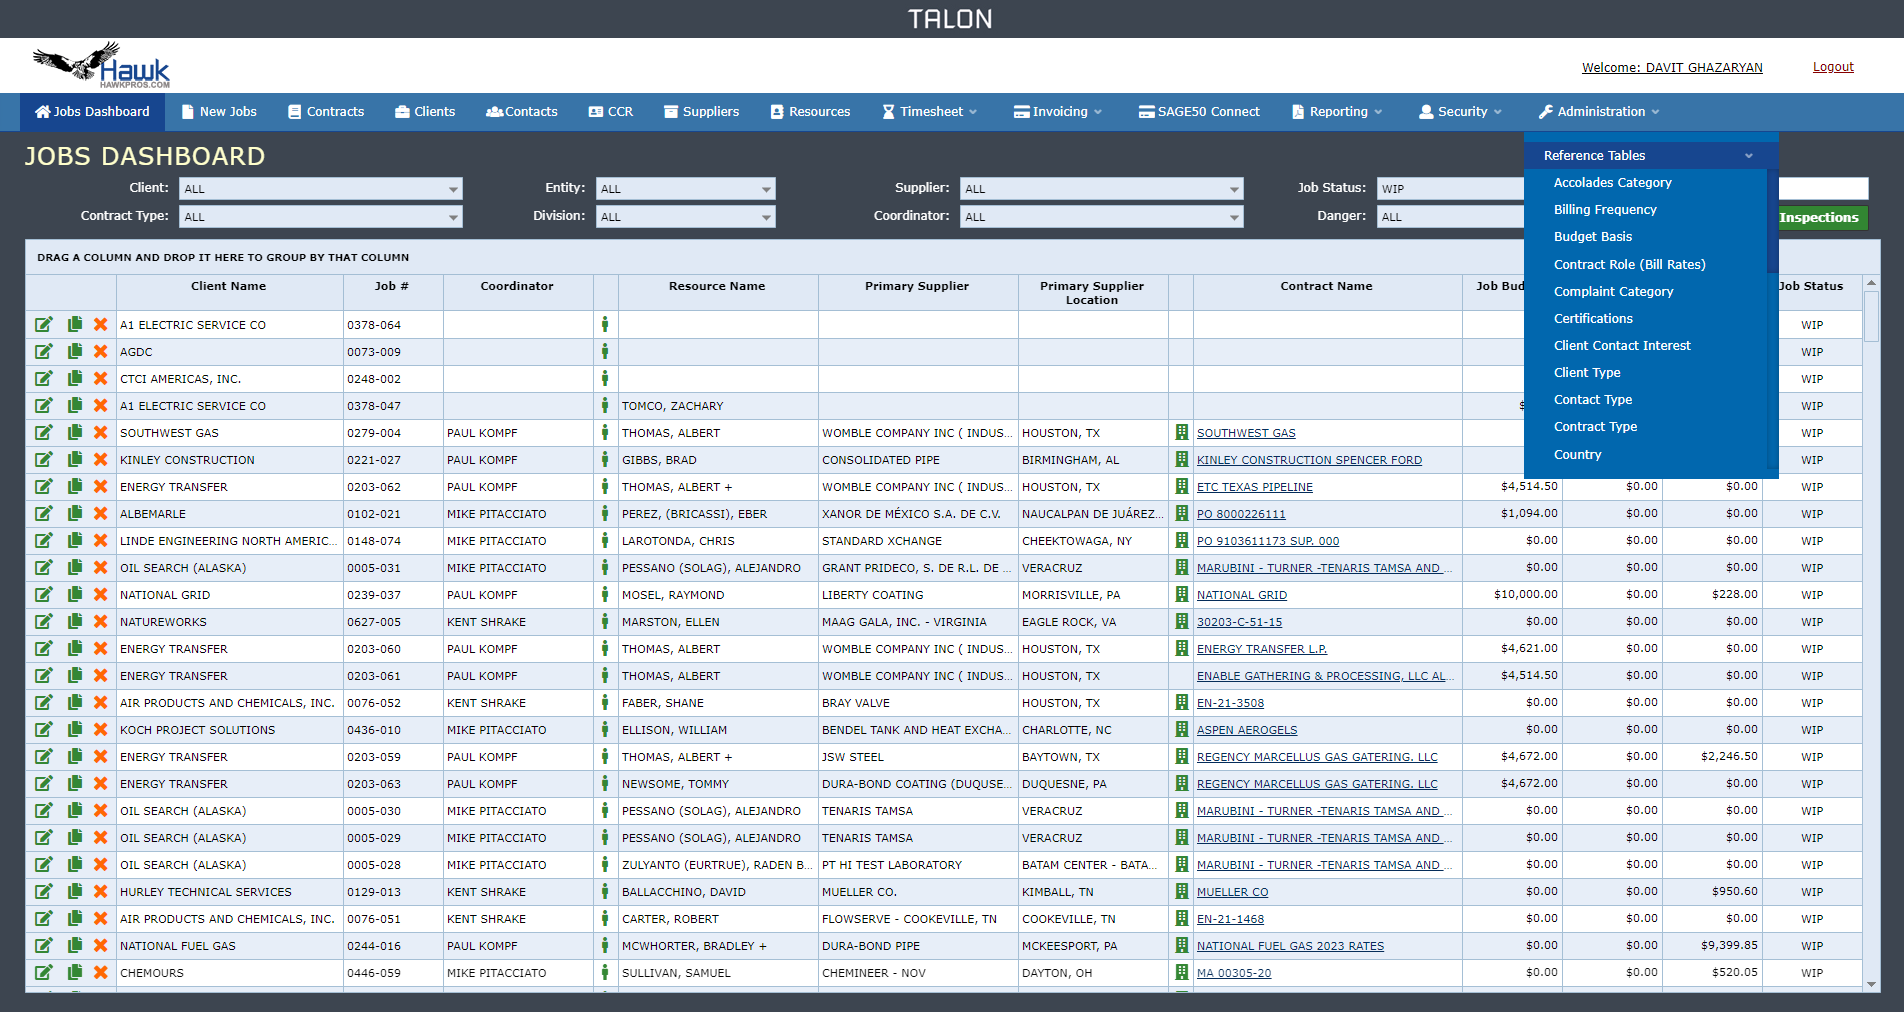 TALON
Hawk
HAWKPROS.COM
Welcome: DAVIT GHAZARYAN Logout
Jobs Dashboard New Jobs Contracts Clients Contacts CCR Suppliers Resources Timesheet Invoicing SAGE50 Connect Reporting Security Administration
JOBS DASHBOARD
Client: ALL Entity: ALL Supplier: ALL Job Status: WIP
Contract Type: ALL Division: ALL Coordinator: ALL Danger: ALL Inspections
Reference Tables
Accolades Category
Billing Frequency
Budget Basis
Contract Role (Bill Rates)
Complaint Category
Certifications
Client Contact Interest
Client Type
Contact Type
Contract Type
Country
DRAG A COLUMN AND DROP IT HERE TO GROUP BY THAT COLUMN
Client Name Job # Coordinator Resource Name Primary Supplier Primary Supplier Location Contract Name Job Bud Job Status
A1 ELECTRIC SERVICE CO 0378-064 WIP
AGDC 0073-009 WIP
CTCI AMERICAS, INC. 0248-002 WIP
A1 ELECTRIC SERVICE CO 0378-047 TOMCO, ZACHARY $ WIP
SOUTHWEST GAS 0279-004 PAUL KOMPF THOMAS, ALBERT WOMBLE COMPANY INC ( INDUS... HOUSTON, TX SOUTHWEST GAS WIP
KINLEY CONSTRUCTION 0221-027 PAUL KOMPF GIBBS, BRAD CONSOLIDATED PIPE BIRMINGHAM, AL KINLEY CONSTRUCTION SPENCER FORD WIP
ENERGY TRANSFER 0203-062 PAUL KOMPF THOMAS, ALBERT + WOMBLE COMPANY INC ( INDUS... HOUSTON, TX ETC TEXAS PIPELINE $4,514.50 $0.00 $0.00 WIP
ALBEMARLE 0102-021 MIKE PITACCIATO PEREZ, (BRICASSI), EBER XANOR DE MÉXICO S.A. DE C.V. NAUCALPAN DE JUÁREZ... PO 8000226111 $1,094.00 $0.00 $0.00 WIP
LINDE ENGINEERING NORTH AMERIC... 0148-074 MIKE PITACCIATO LAROTONDA, CHRIS STANDARD XCHANGE CHEEKTOWAGA, NY PO 9103611173 SUP. 000 $0.00 $0.00 $0.00 WIP
OIL SEARCH (ALASKA) 0005-031 MIKE PITACCIATO PESSANO (SOLAG), ALEJANDRO GRANT PRIDECO, S. DE R.L. DE ... VERACRUZ MARUBINI - TURNER -TENARIS TAMSA AND ... $0.00 $0.00 $0.00 WIP
NATIONAL GRID 0239-037 PAUL KOMPF MOSEL, RAYMOND LIBERTY COATING MORRISVILLE, PA NATIONAL GRID $10,000.00 $0.00 $228.00 WIP
NATUREWORKS 0627-005 KENT SHRAKE MARSTON, ELLEN MAAG GALA, INC. - VIRGINIA EAGLE ROCK, VA 30203-C-51-15 $0.00 $0.00 $0.00 WIP
ENERGY TRANSFER 0203-060 PAUL KOMPF THOMAS, ALBERT WOMBLE COMPANY INC ( INDUS... HOUSTON, TX ENERGY TRANSFER L.P. $4,621.00 $0.00 $0.00 WIP
ENERGY TRANSFER 0203-061 PAUL KOMPF THOMAS, ALBERT WOMBLE COMPANY INC ( INDUS... HOUSTON, TX ENABLE GATHERING & PROCESSING, LLC AL... $4,514.50 $0.00 $0.00 WIP
AIR PRODUCTS AND CHEMICALS, INC. 0076-052 KENT SHRAKE FABER, SHANE BRAY VALVE HOUSTON, TX EN-21-3508 $0.00 $0.00 $0.00 WIP
KOCH PROJECT SOLUTIONS 0436-010 MIKE PITACCIATO ELLISON, WILLIAM BENDEL TANK AND HEAT EXCHA... CHARLOTTE, NC ASPEN AEROGELS $0.00 $0.00 $0.00 WIP
ENERGY TRANSFER 0203-059 PAUL KOMPF THOMAS, ALBERT + JSW STEEL BAYTOWN, TX REGENCY MARCELLUS GAS GATERING. LLC $4,672.00 $0.00 $2,246.50 WIP
ENERGY TRANSFER 0203-063 PAUL KOMPF NEWSOME, TOMMY DURA-BOND COATING (DUQUSE... DUQUESNE, PA REGENCY MARCELLUS GAS GATERING. LLC $4,672.00 $0.00 $0.00 WIP
OIL SEARCH (ALASKA) 0005-030 MIKE PITACCIATO PESSANO (SOLAG), ALEJANDRO TENARIS TAMSA VERACRUZ MARUBINI - TURNER -TENARIS TAMSA AND ... $0.00 $0.00 $0.00 WIP
OIL SEARCH (ALASKA) 0005-029 MIKE PITACCIATO PESSANO (SOLAG), ALEJANDRO TENARIS TAMSA VERACRUZ MARUBINI - TURNER -TENARIS TAMSA AND ... $0.00 $0.00 $0.00 WIP
OIL SEARCH (ALASKA) 0005-028 MIKE PITACCIATO ZULYANTO (EURTRUE), RADEN B... PT HI TEST LABORATORY BATAM CENTER - BATA... MARUBINI - TURNER -TENARIS TAMSA AND ... $0.00 $0.00 $0.00 WIP
HURLEY TECHNICAL SERVICES 0129-013 KENT SHRAKE BALLACCHINO, DAVID MUELLER CO. KIMBALL, TN MUELLER CO $0.00 $0.00 $950.60 WIP
AIR PRODUCTS AND CHEMICALS, INC. 0076-051 KENT SHRAKE CARTER, ROBERT FLOWSERVE - COOKEVILLE, TN COOKEVILLE, TN EN-21-1468 $0.00 $0.00 $0.00 WIP
NATIONAL FUEL GAS 0244-016 PAUL KOMPF MCWHORTER, BRADLEY + DURA-BOND PIPE MCKEESPORT, PA NATIONAL FUEL GAS 2023 RATES $0.00 $0.00 $9,399.85 WIP
CHEMOURS 0446-059 MIKE PITACCIATO SULLIVAN, SAMUEL CHEMINEER - NOV DAYTON, OH MA 00305-20 $0.00 $0.00 $520.05 WIP